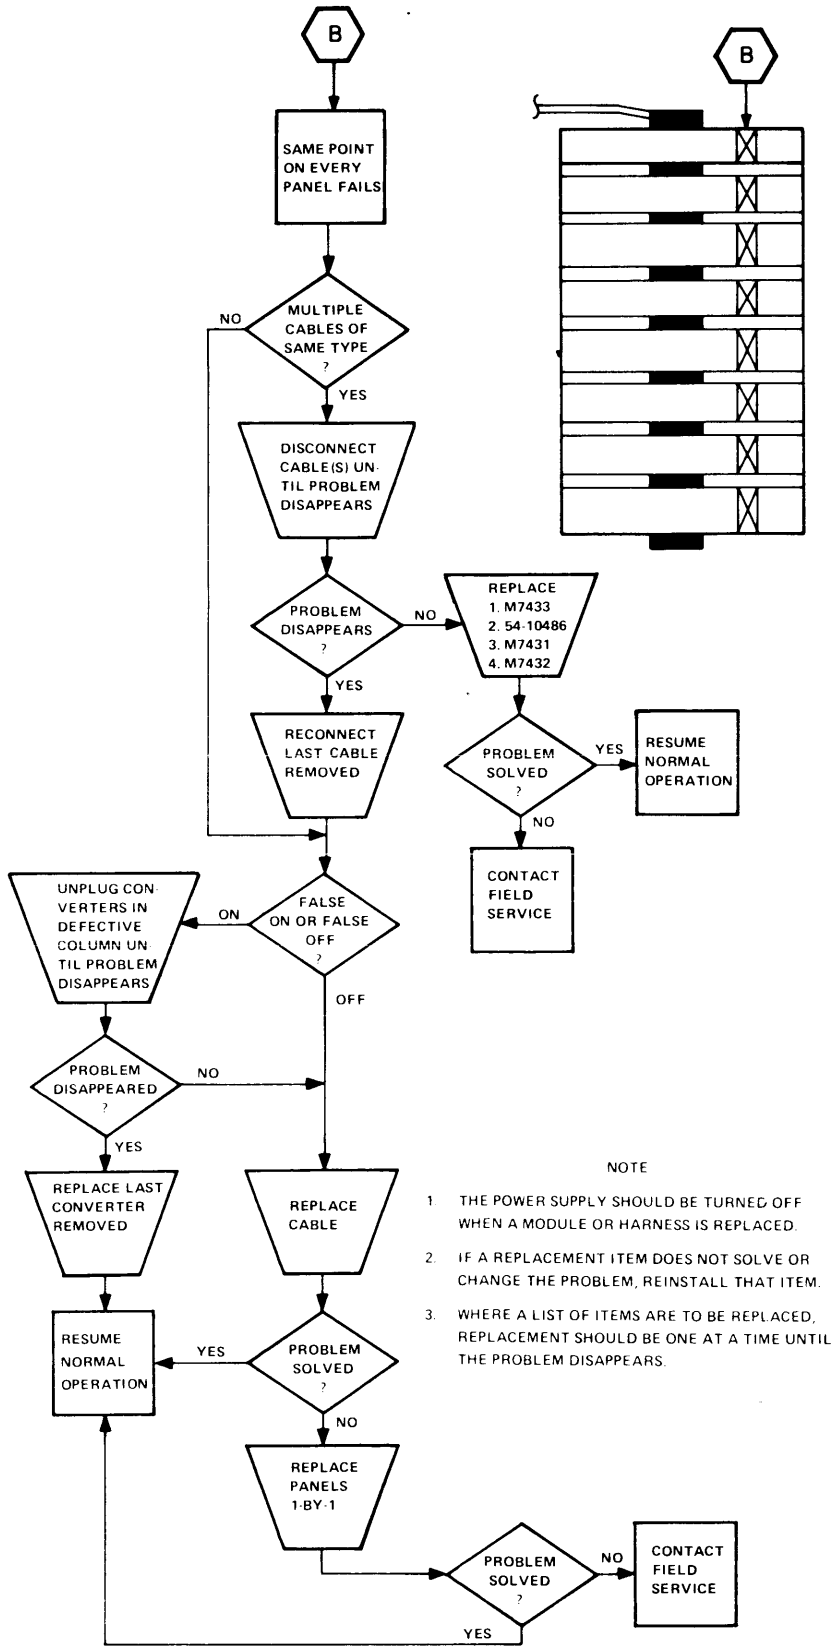 B
B
SAME POINT
ON EVERY
PANEL FAILS
MULTIPLE
CABLES OF
SAME TYPE
?
NO
YES
DISCONNECT
CABLE(S) UN-
TIL PROBLEM
DISAPPEARS
PROBLEM
DISAPPEARS
?
NO
YES
REPLACE
1. M7433
2. 54-10486
3. M7431
4. M7432
RECONNECT
LAST CABLE
REMOVED
PROBLEM
SOLVED
?
YES
NO
RESUME
NORMAL
OPERATION
CONTACT
FIELD
SERVICE
FALSE
ON OR FALSE
OFF
?
ON
OFF
UNPLUG CON-
VERTERS IN
DEFECTIVE
COLUMN UN-
TIL PROBLEM
DISAPPEARS
PROBLEM
DISAPPEARED
?
NO
YES
REPLACE LAST
CONVERTER
REMOVED
REPLACE
CABLE
RESUME
NORMAL
OPERATION
PROBLEM
SOLVED
?
YES
NO
REPLACE
PANELS
1-BY-1
PROBLEM
SOLVED
?
NO
YES
CONTACT
FIELD
SERVICE
NOTE
1. THE POWER SUPPLY SHOULD BE TURNED OFF
WHEN A MODULE OR HARNESS IS REPLACED.
2. IF A REPLACEMENT ITEM DOES NOT SOLVE OR
CHANGE THE PROBLEM, REINSTALL THAT ITEM.
3. WHERE A LIST OF ITEMS ARE TO BE REPLACED,
REPLACEMENT SHOULD BE ONE AT A TIME UNTIL
THE PROBLEM DISAPPEARS.